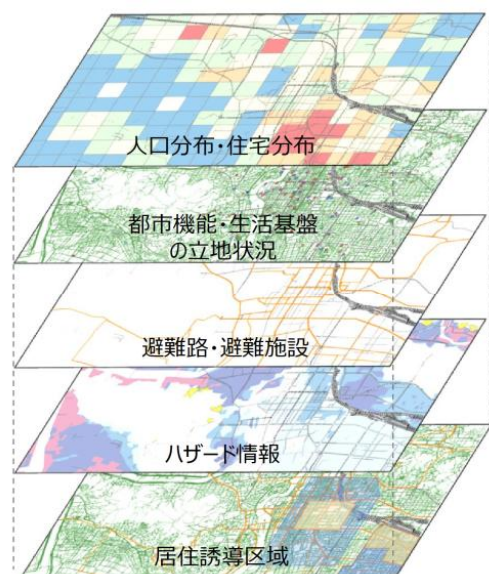 人口分布・住宅分布
都市機能・生活基盤
の立地状況
避難路・避難施設
ハザード情報
居住誘導区域